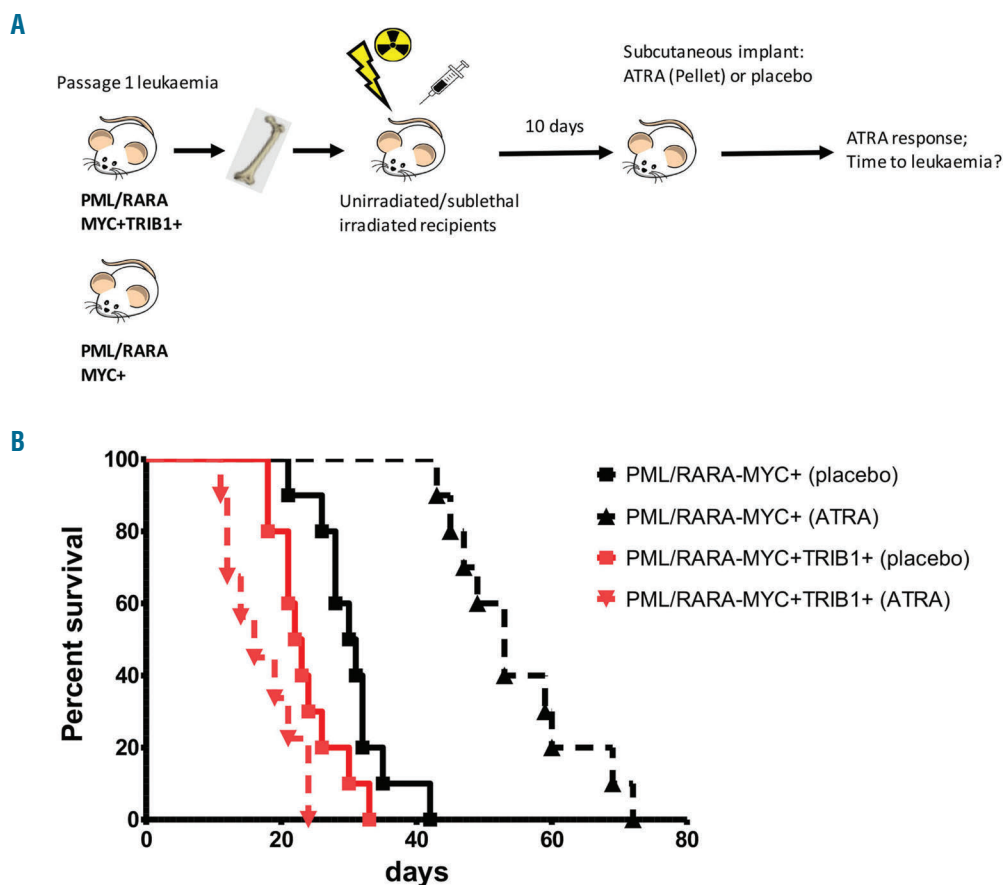 A
Passage 1 leukaemia
PML/RARA
MYC+TRIB1+
PML/RARA
MYC+
Unirradiated/sublethal
irradiated recipients
10 days
Subcutaneous implant:
ATRA (Pellet) or placebo
ATRA response;
Time to leukaemia?
B
Percent survival
100
80
60
40
20
0
0 20 40 60 80
days
PML/RARA-MYC+ (placebo)
PML/RARA-MYC+ (ATRA)
PML/RARA-MYC+TRIB1+ (placebo)
PML/RARA-MYC+TRIB1+ (ATRA)